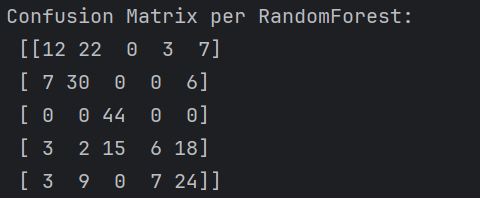 Confusion Matrix per RandomForest:
[[12 22  0  3  7]
[ 7 30  0  0  6]
[ 0  0 44  0  0]
[ 3  2 15  6 18]
[ 3  9  0  7 24]]